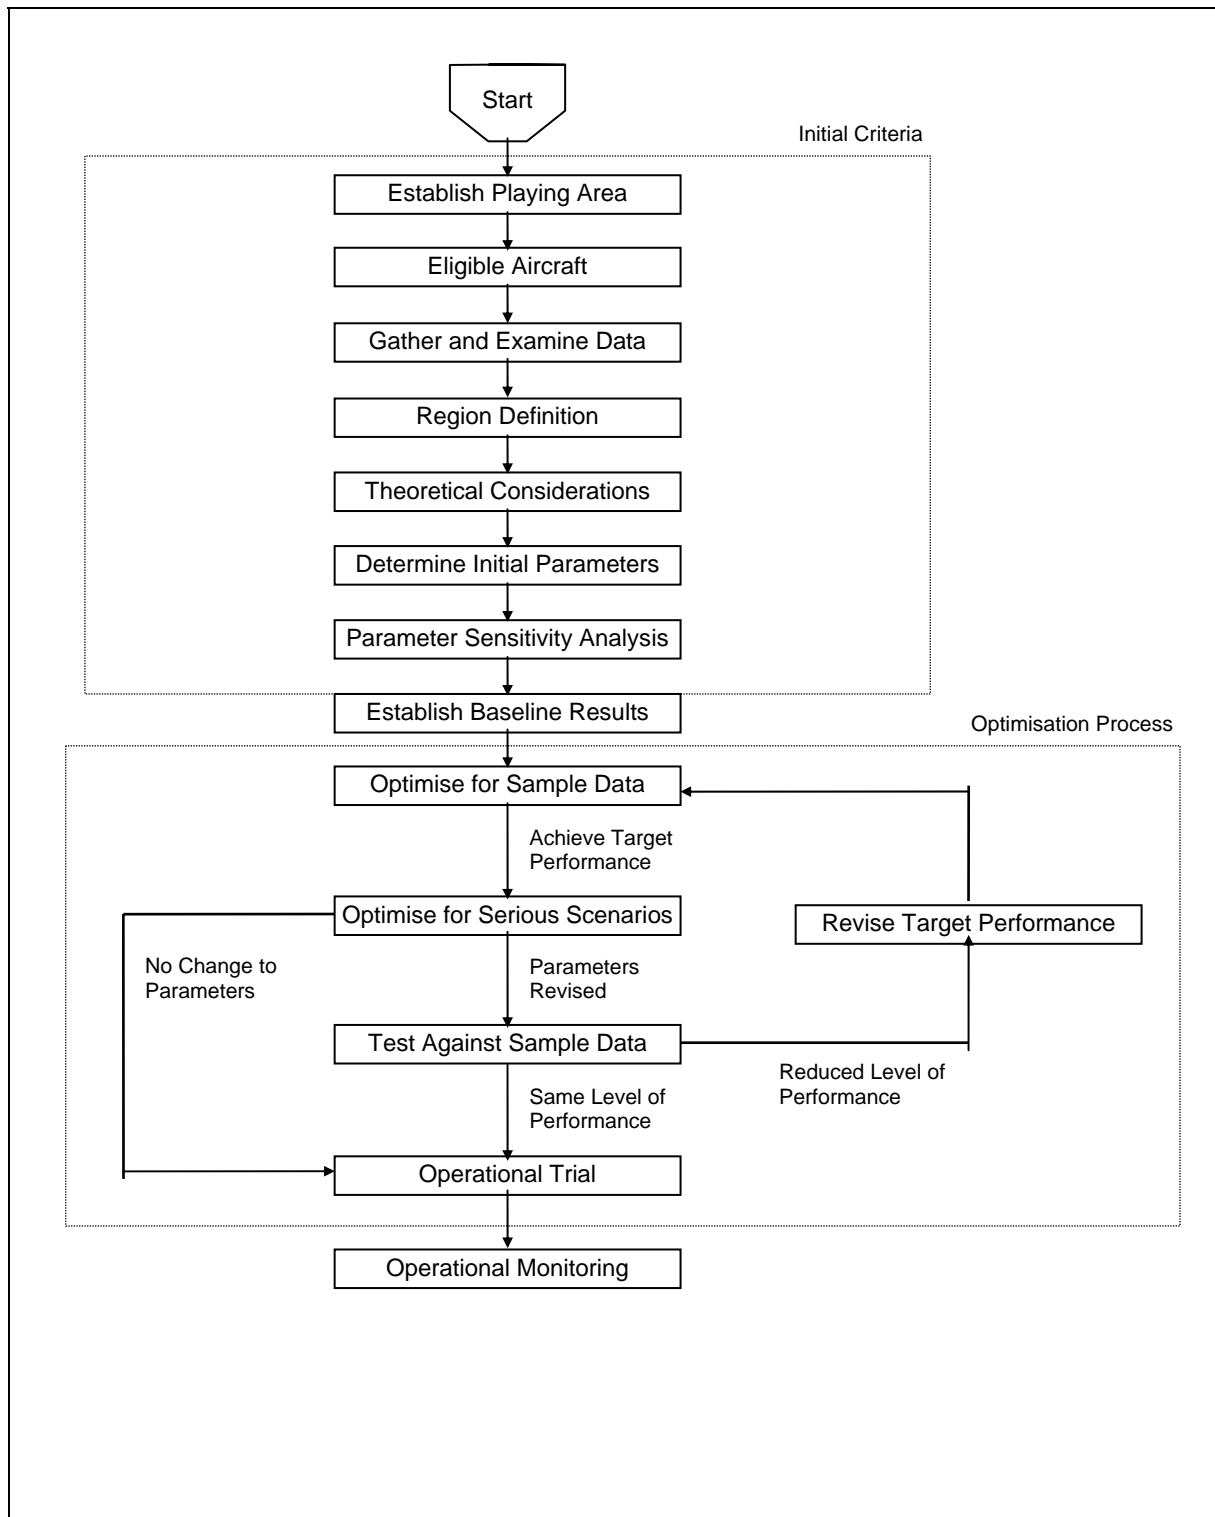 Start
Initial Criteria
Establish Playing Area
Eligible Aircraft
Gather and Examine Data
Region Definition
Theoretical Considerations
Determine Initial Parameters
Parameter Sensitivity Analysis
Establish Baseline Results
Optimisation Process
Optimise for Sample Data
Achieve Target
Performance
Optimise for Serious Scenarios
Revise Target Performance
No Change to
Parameters
Parameters
Revised
Test Against Sample Data
Reduced Level of
Performance
Same Level of
Performance
Operational Trial
Operational Monitoring